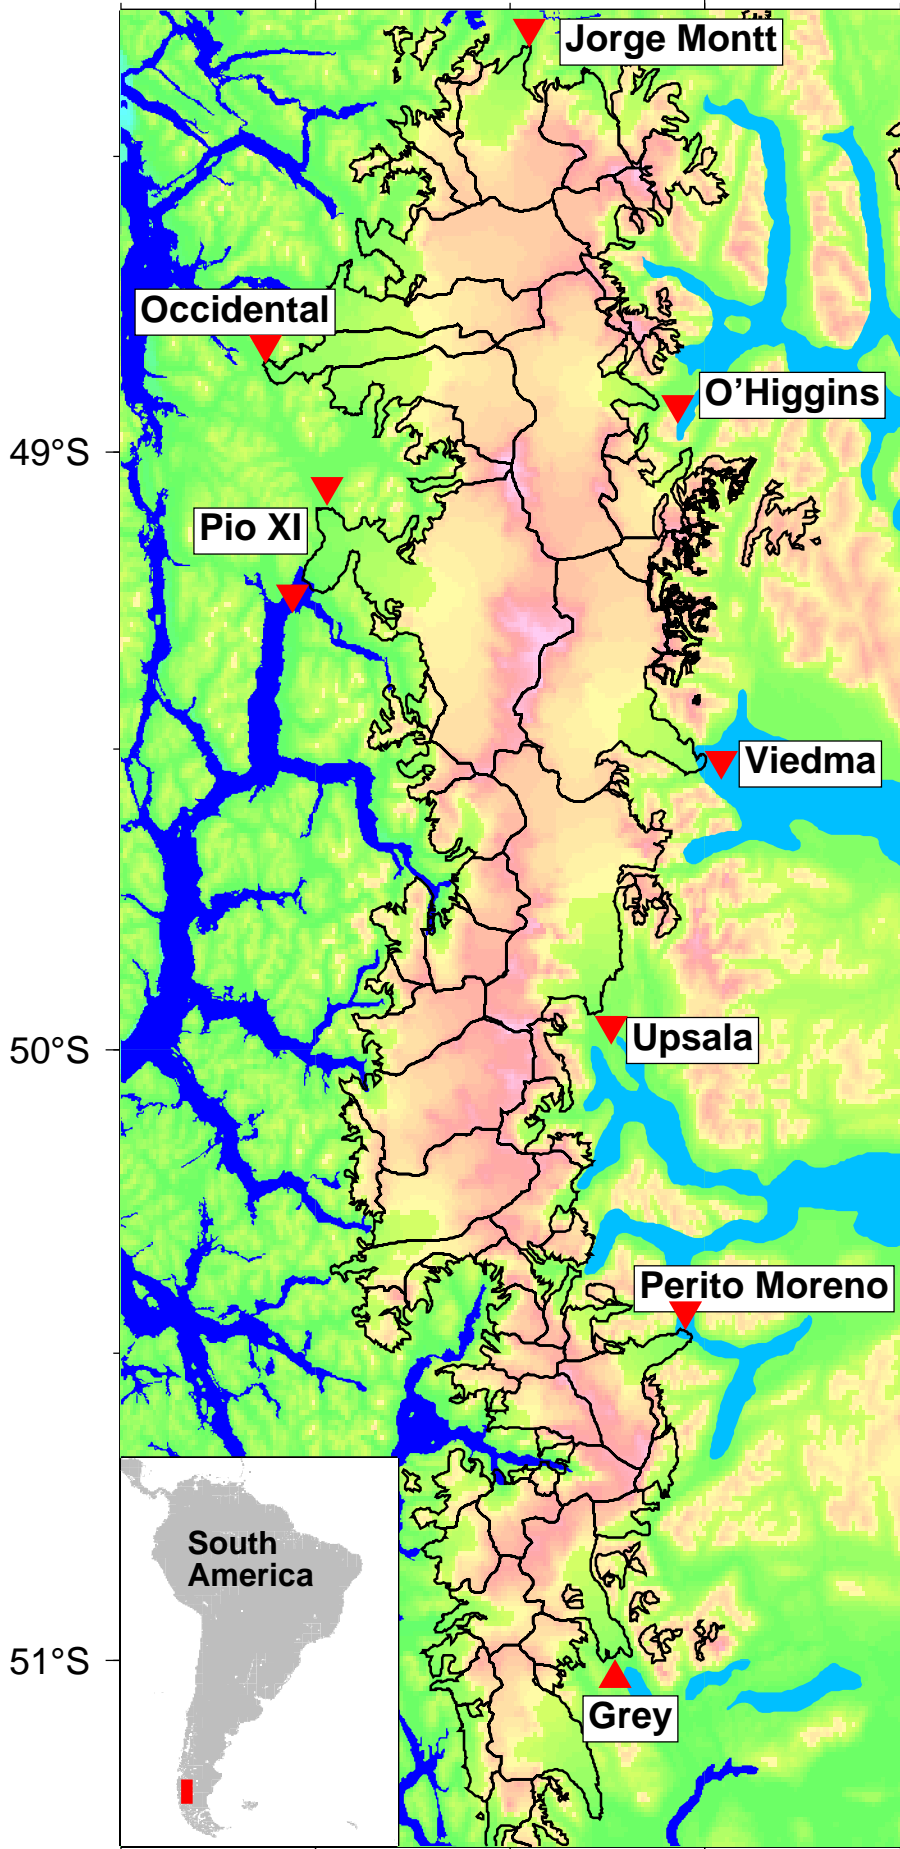 Jorge Montt
Occidental
O’Higgins
49°S
Pio XI
Viedma
Upsala
50°S
Perito Moreno
South
America
51°S
Grey